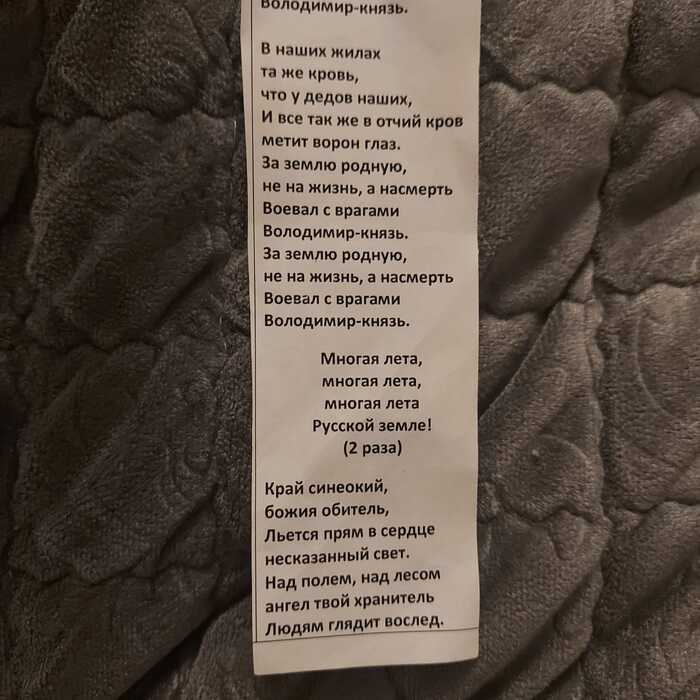 Володимир-князь.
В наших жилах
та же кровь,
что у дедов наших,
И все так же в отчий кров
метит ворон глаз.
За землю родную,
не на жизнь, а насмерть
Воевал с врагами
Володимир-князь.
За землю родную,
не на жизнь, а насмерть
Воевал с врагами
Володимир-князь.
Многая лета,
многая лета,
многая лета
Русской земле!
(2 раза)
Край синеокий,
божия обитель,
Льется прям в сердце
несказанный свет.
Над полем, над лесом
ангел твой хранитель
Людям глядит вослед.